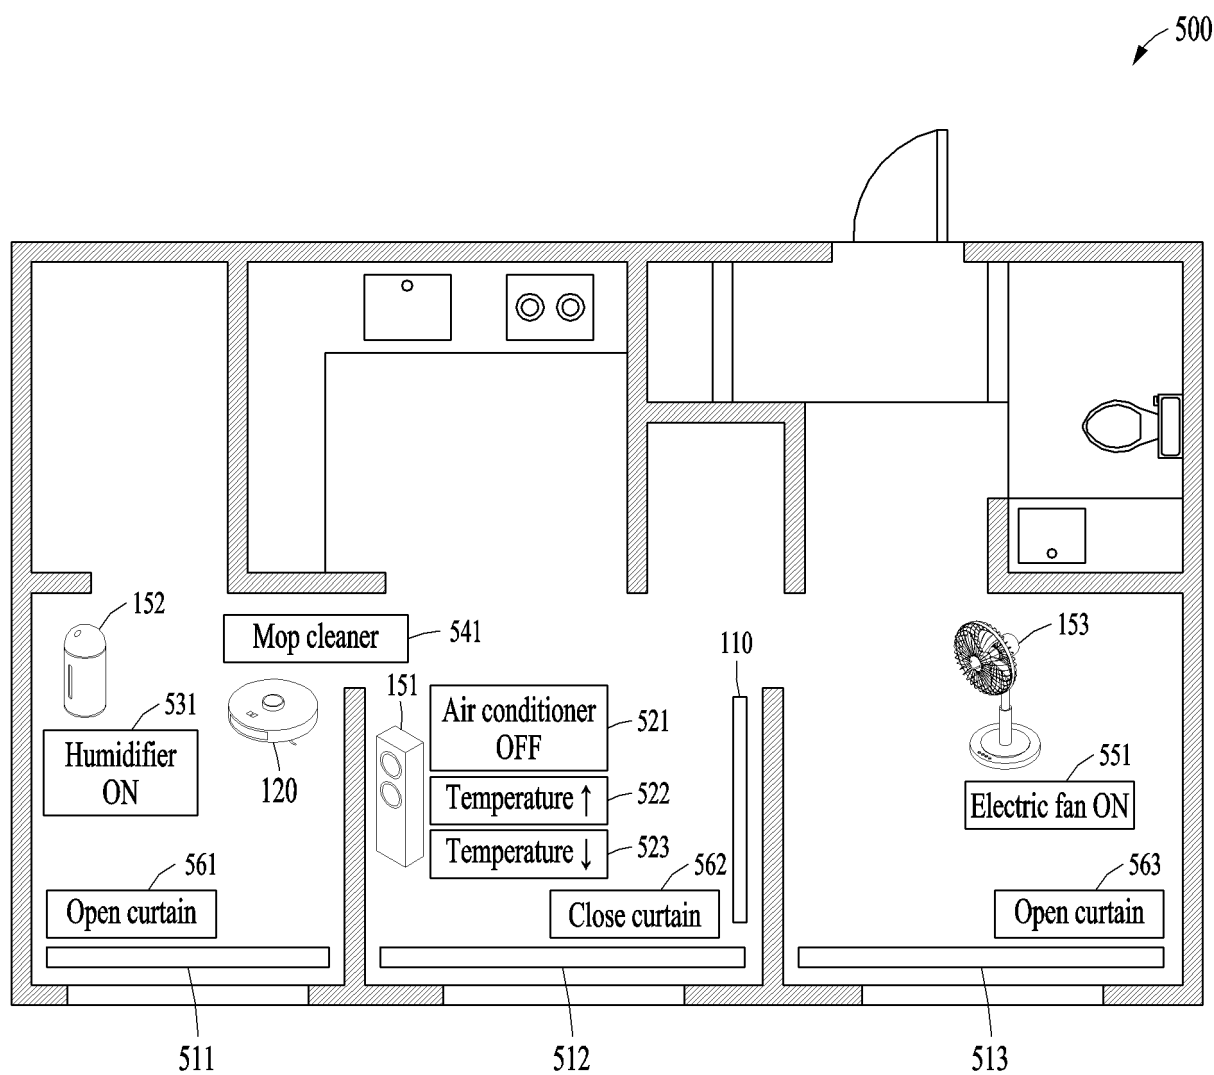 500
152
Mop cleaner
541
153
110
151
531
Air conditioner
OFF
521
Humidifier
ON
120
551
Temperature ↑
522
Electric fan ON
Temperature ↓
523
561
562
563
Open curtain
Close curtain
Open curtain
511
512
513